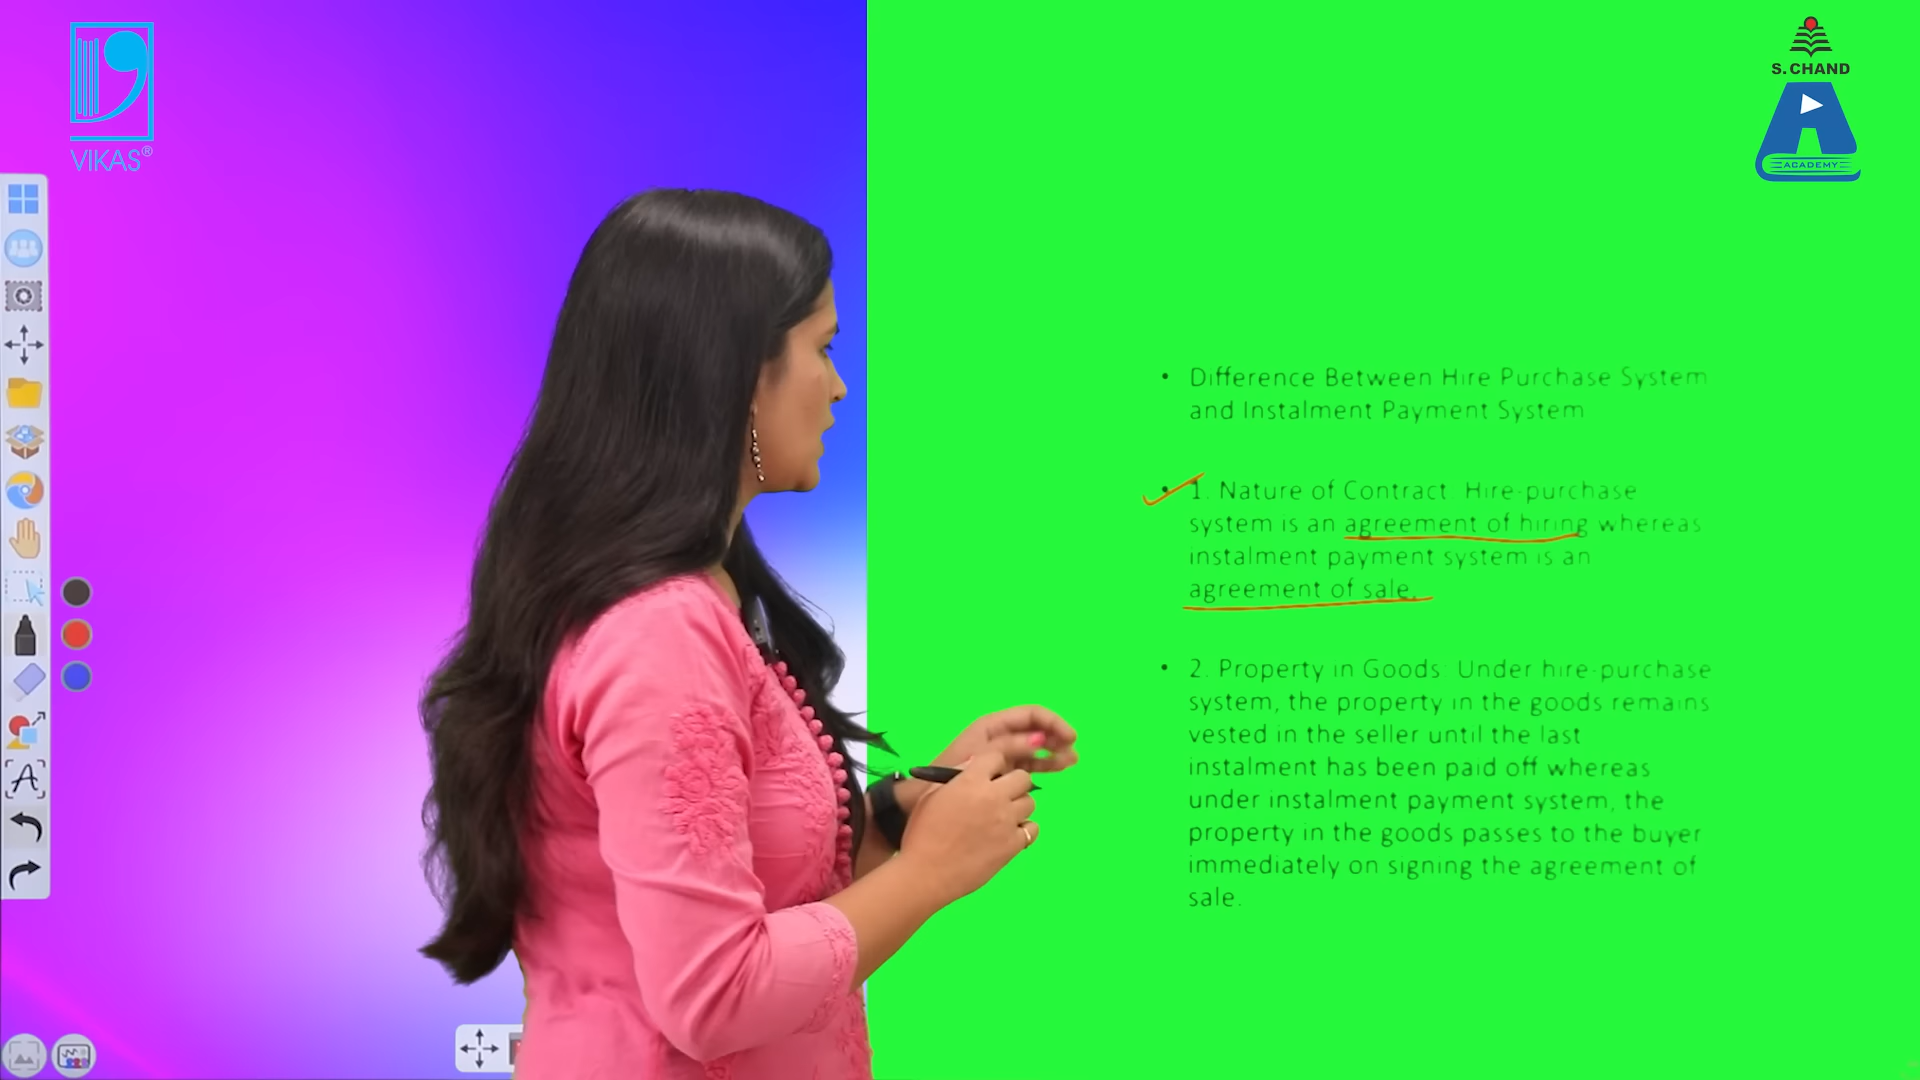 VIKAS®
S. CHAND
ACADEMY
• Difference Between Hire Purchase System
and Instalment Payment System
• 1. Nature of Contract Hire-purchase
system is an agreement of hiring whereas
instalment payment system is an
agreement of sale.
• 2. Property in Goods: Under hire-purchase
system, the property in the goods remains
vested in the seller until the last
instalment has been paid off whereas
under instalment payment system, the
property in the goods passes to the buyer
immediately on signing the agreement of
sale.